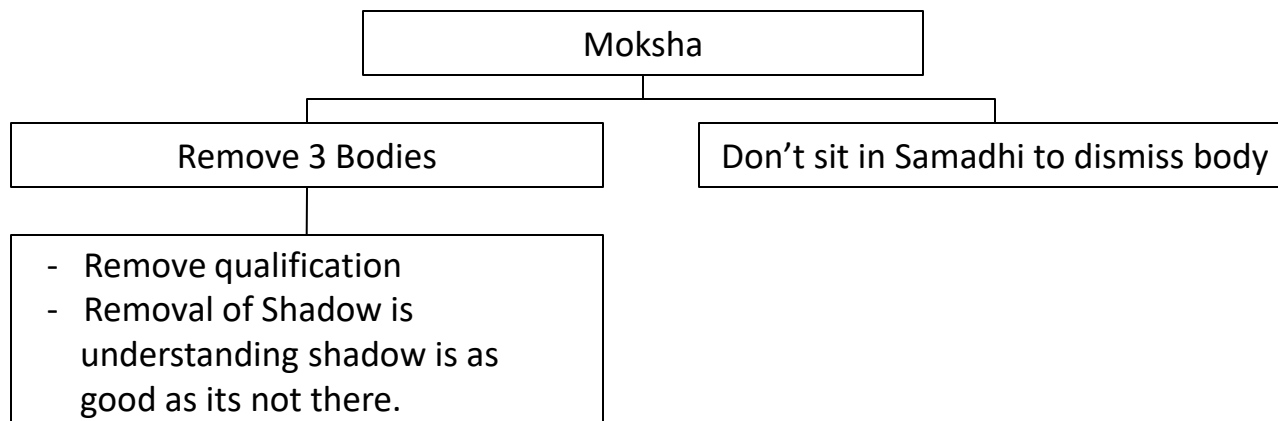 Moksha
Remove 3 Bodies
Don’t sit in Samadhi to dismiss body
- Remove qualification
- Removal of Shadow is
understanding shadow is as
good as its not there.